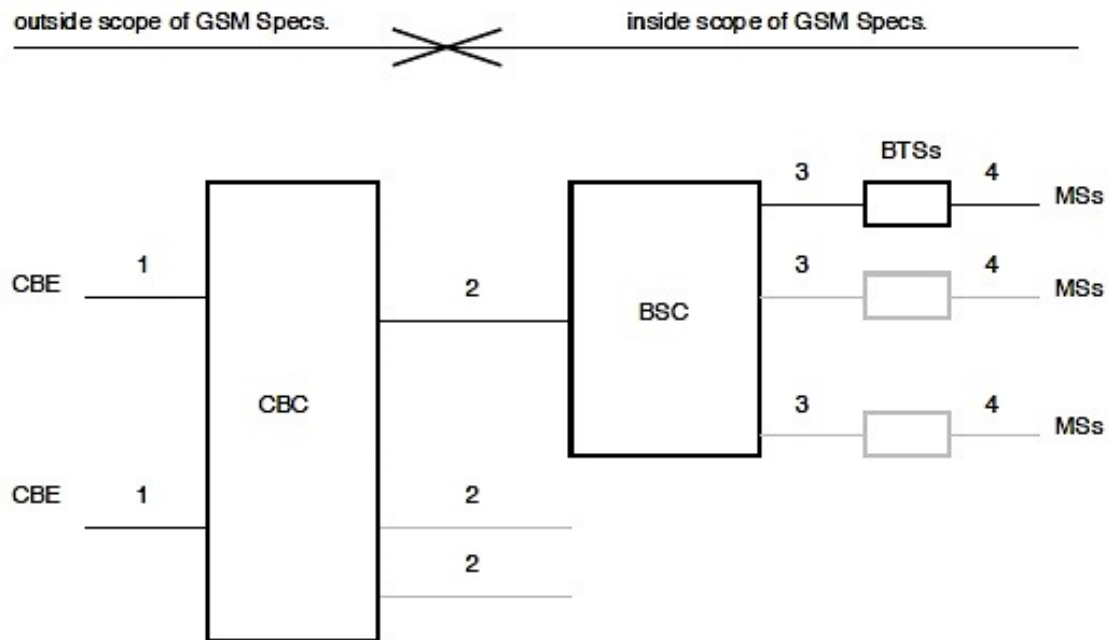 outside scope of GSM Specs.
inside scope of GSM Specs.
BTSs
3
4
MSs
CBE
1
2
BSC
3
4
MSs
CBC
3
4
MSs
CBE
1
2
2